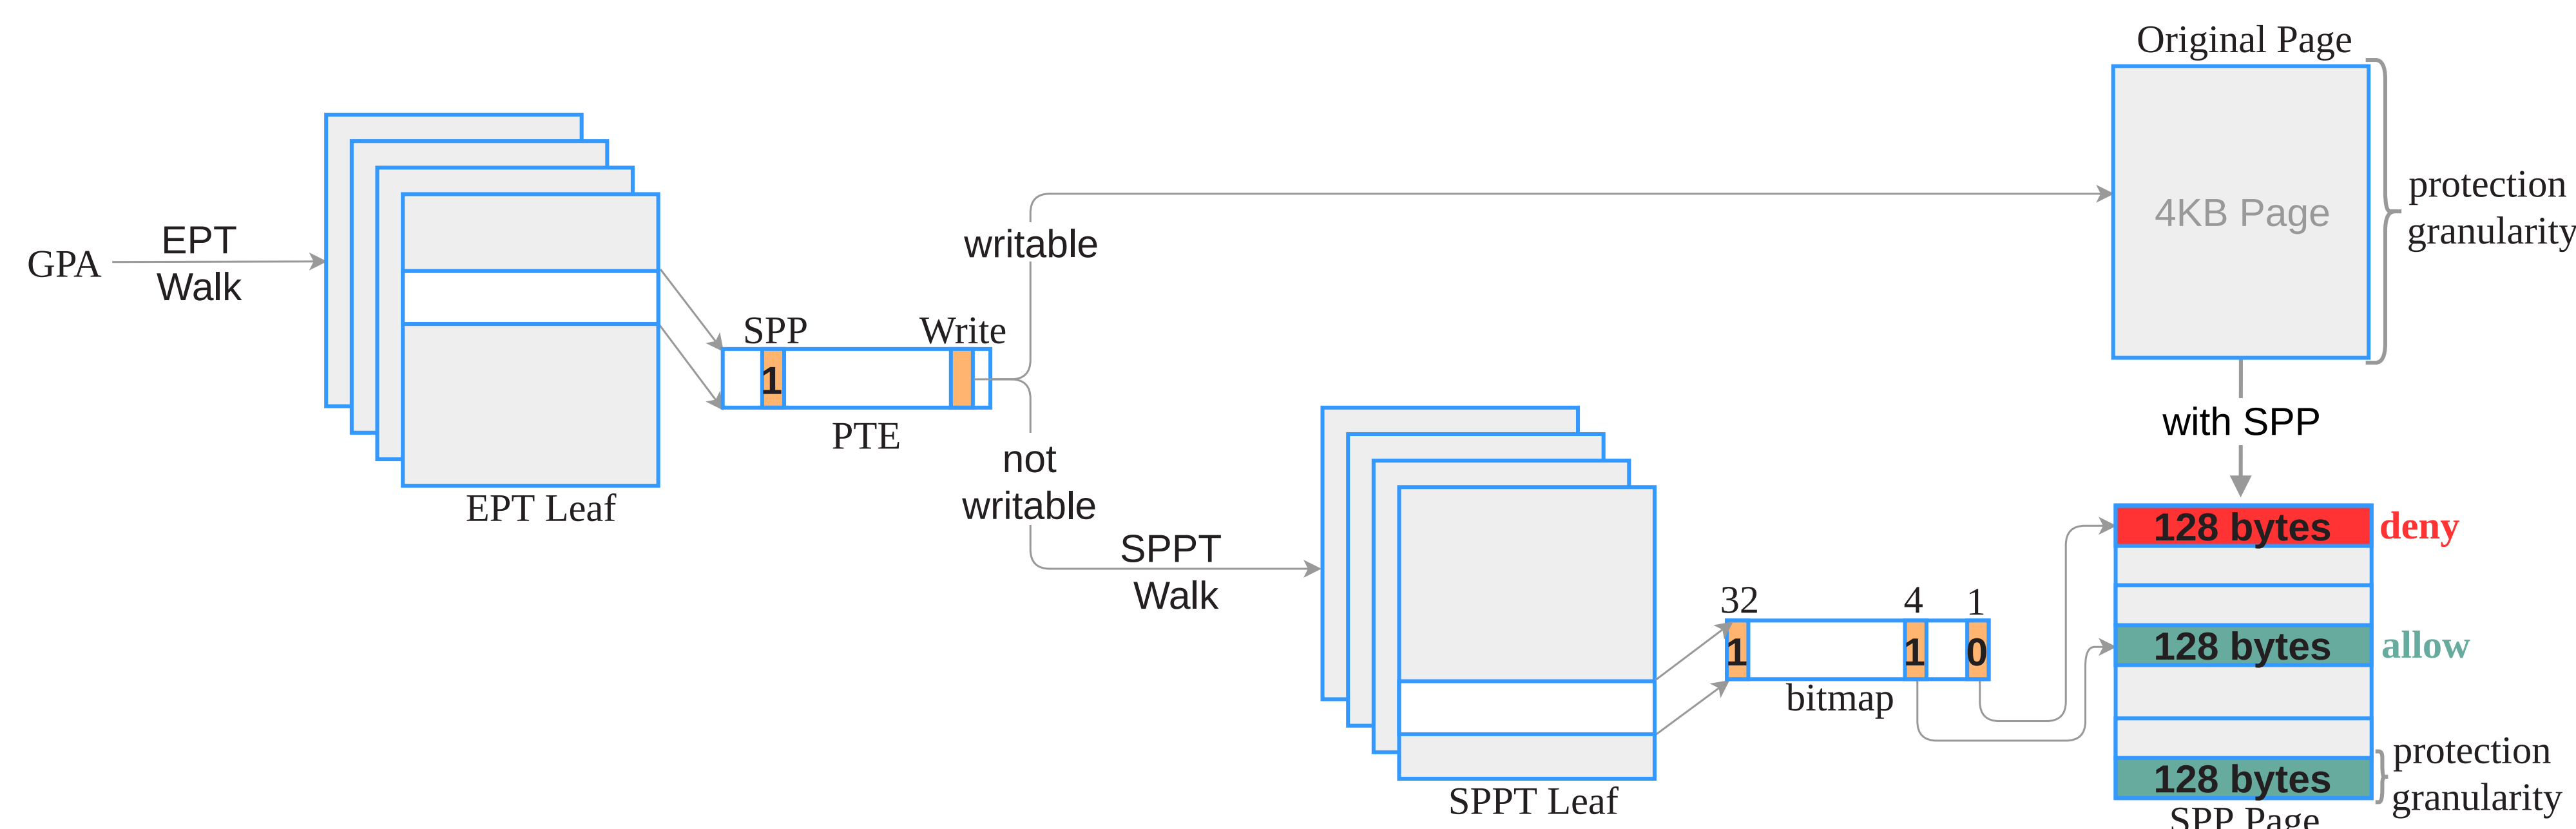 Original Page
4KB Page
protection
granularity
EPT
Walk
GPA
writable
SPP
Write
1
PTE
not
writable
EPT Leaf
with SPP
SPPT
Walk
128 bytes
deny
32
4
1
1
1
0
128 bytes
allow
bitmap
protection
granularity
128 bytes
SPPT Leaf
SPP Page